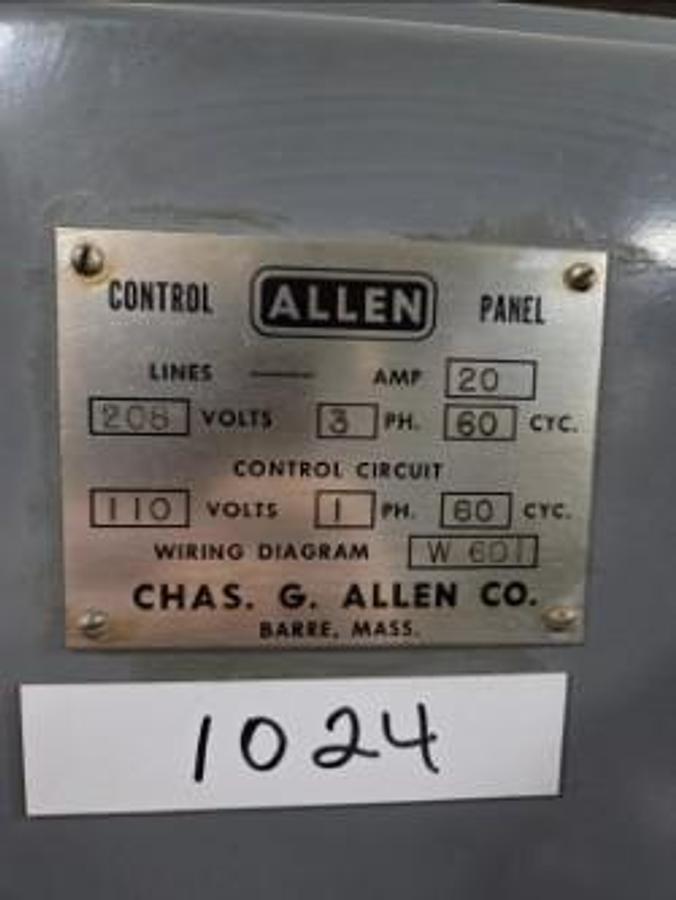 CONTROL ALLEN PANEL
LINES —— AMP 20
208 VOLTS 3 PH. 60 CYC.
CONTROL CIRCUIT
110 VOLTS 1 PH. 60 CYC.
WIRING DIAGRAM W 601
CHAS. G. ALLEN CO.
BARRE, MASS.
1024